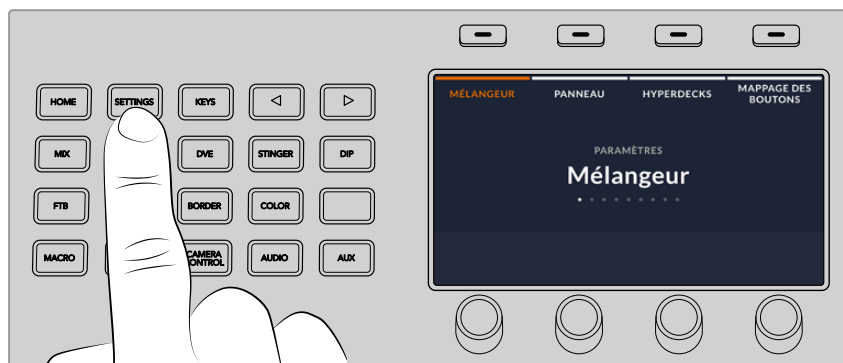 HOME
SETTINGS
KEYS
MIX
DVE
STINGER
DIP
FTB
BORDER
COLOR
MACRO
CAMERA
CONTROL
AUDIO
AUX
MÉLANGEUR
PANNEAU
HYPERDECKS
MAPPAGE DES
BOUTONS
PARAMÈTRES
Mélangeur